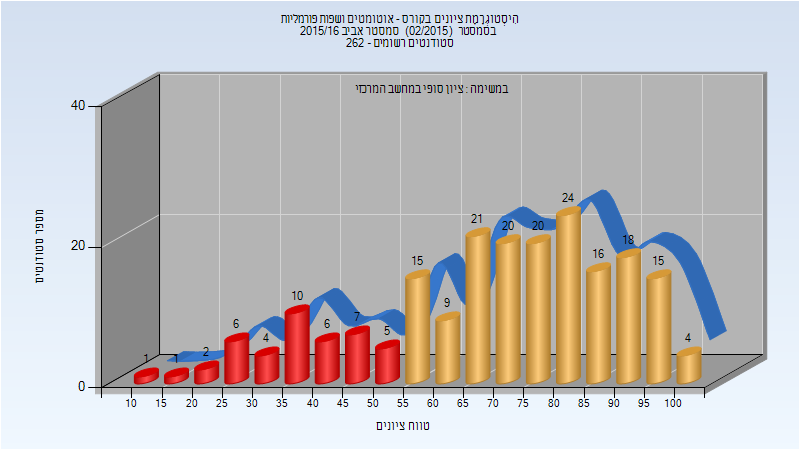 היסטוגרמת ציונים בקורס - אוטומטים ושפות פורמליות
בסמסטר (02/2015) סמסטר אביב 2015/16
סטודנטים רשומים - 262
במשימה : ציון סופי במחשב המרכזי
מספר סטודנטים
40
20
0
1 1 2 6 4 10 6 7 5 15 9 21 20 20 24 16 18 15 4
10 15 20 25 30 35 40 45 50 55 60 65 70 75 80 85 90 95 100
טווח ציונים